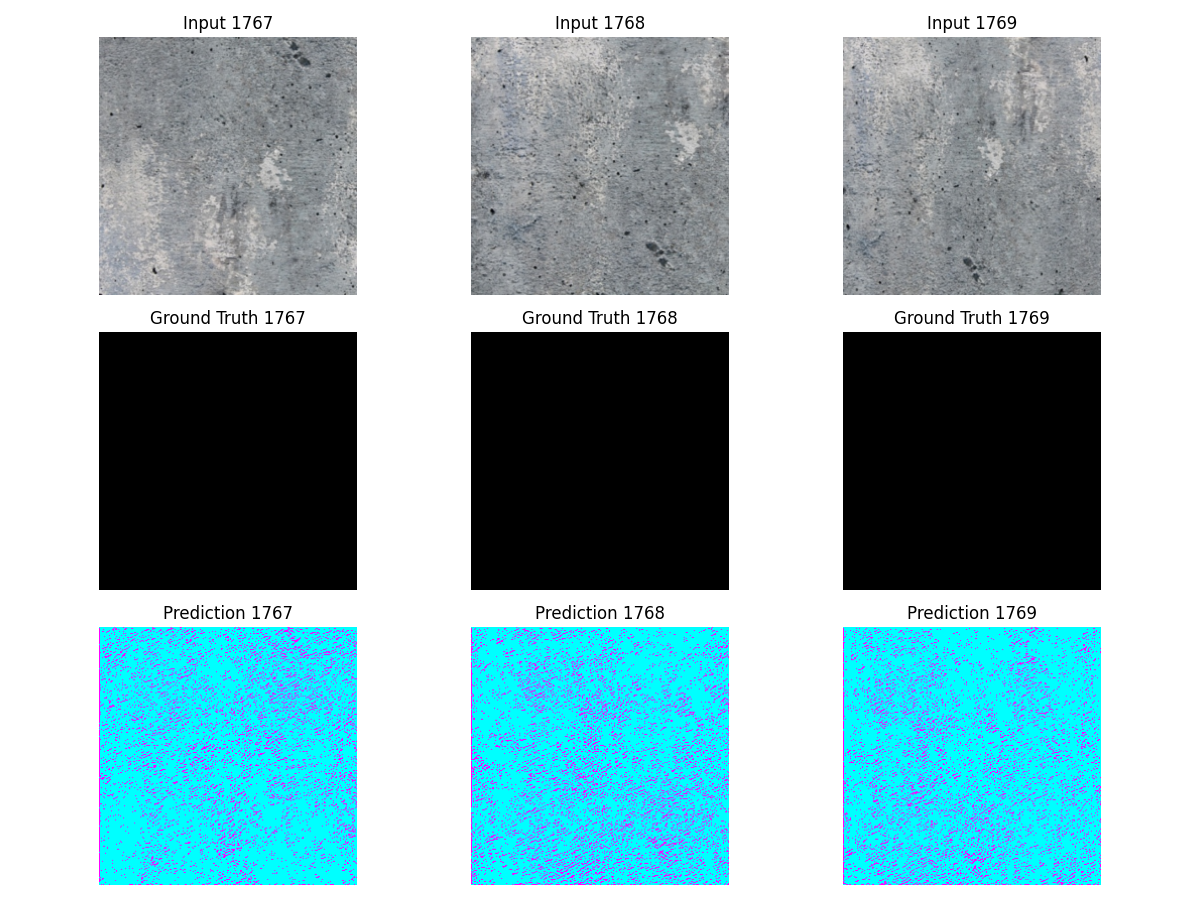 Input 1767
Input 1768
Input 1769
Ground Truth 1767
Ground Truth 1768
Ground Truth 1769
Prediction 1767
Prediction 1768
Prediction 1769